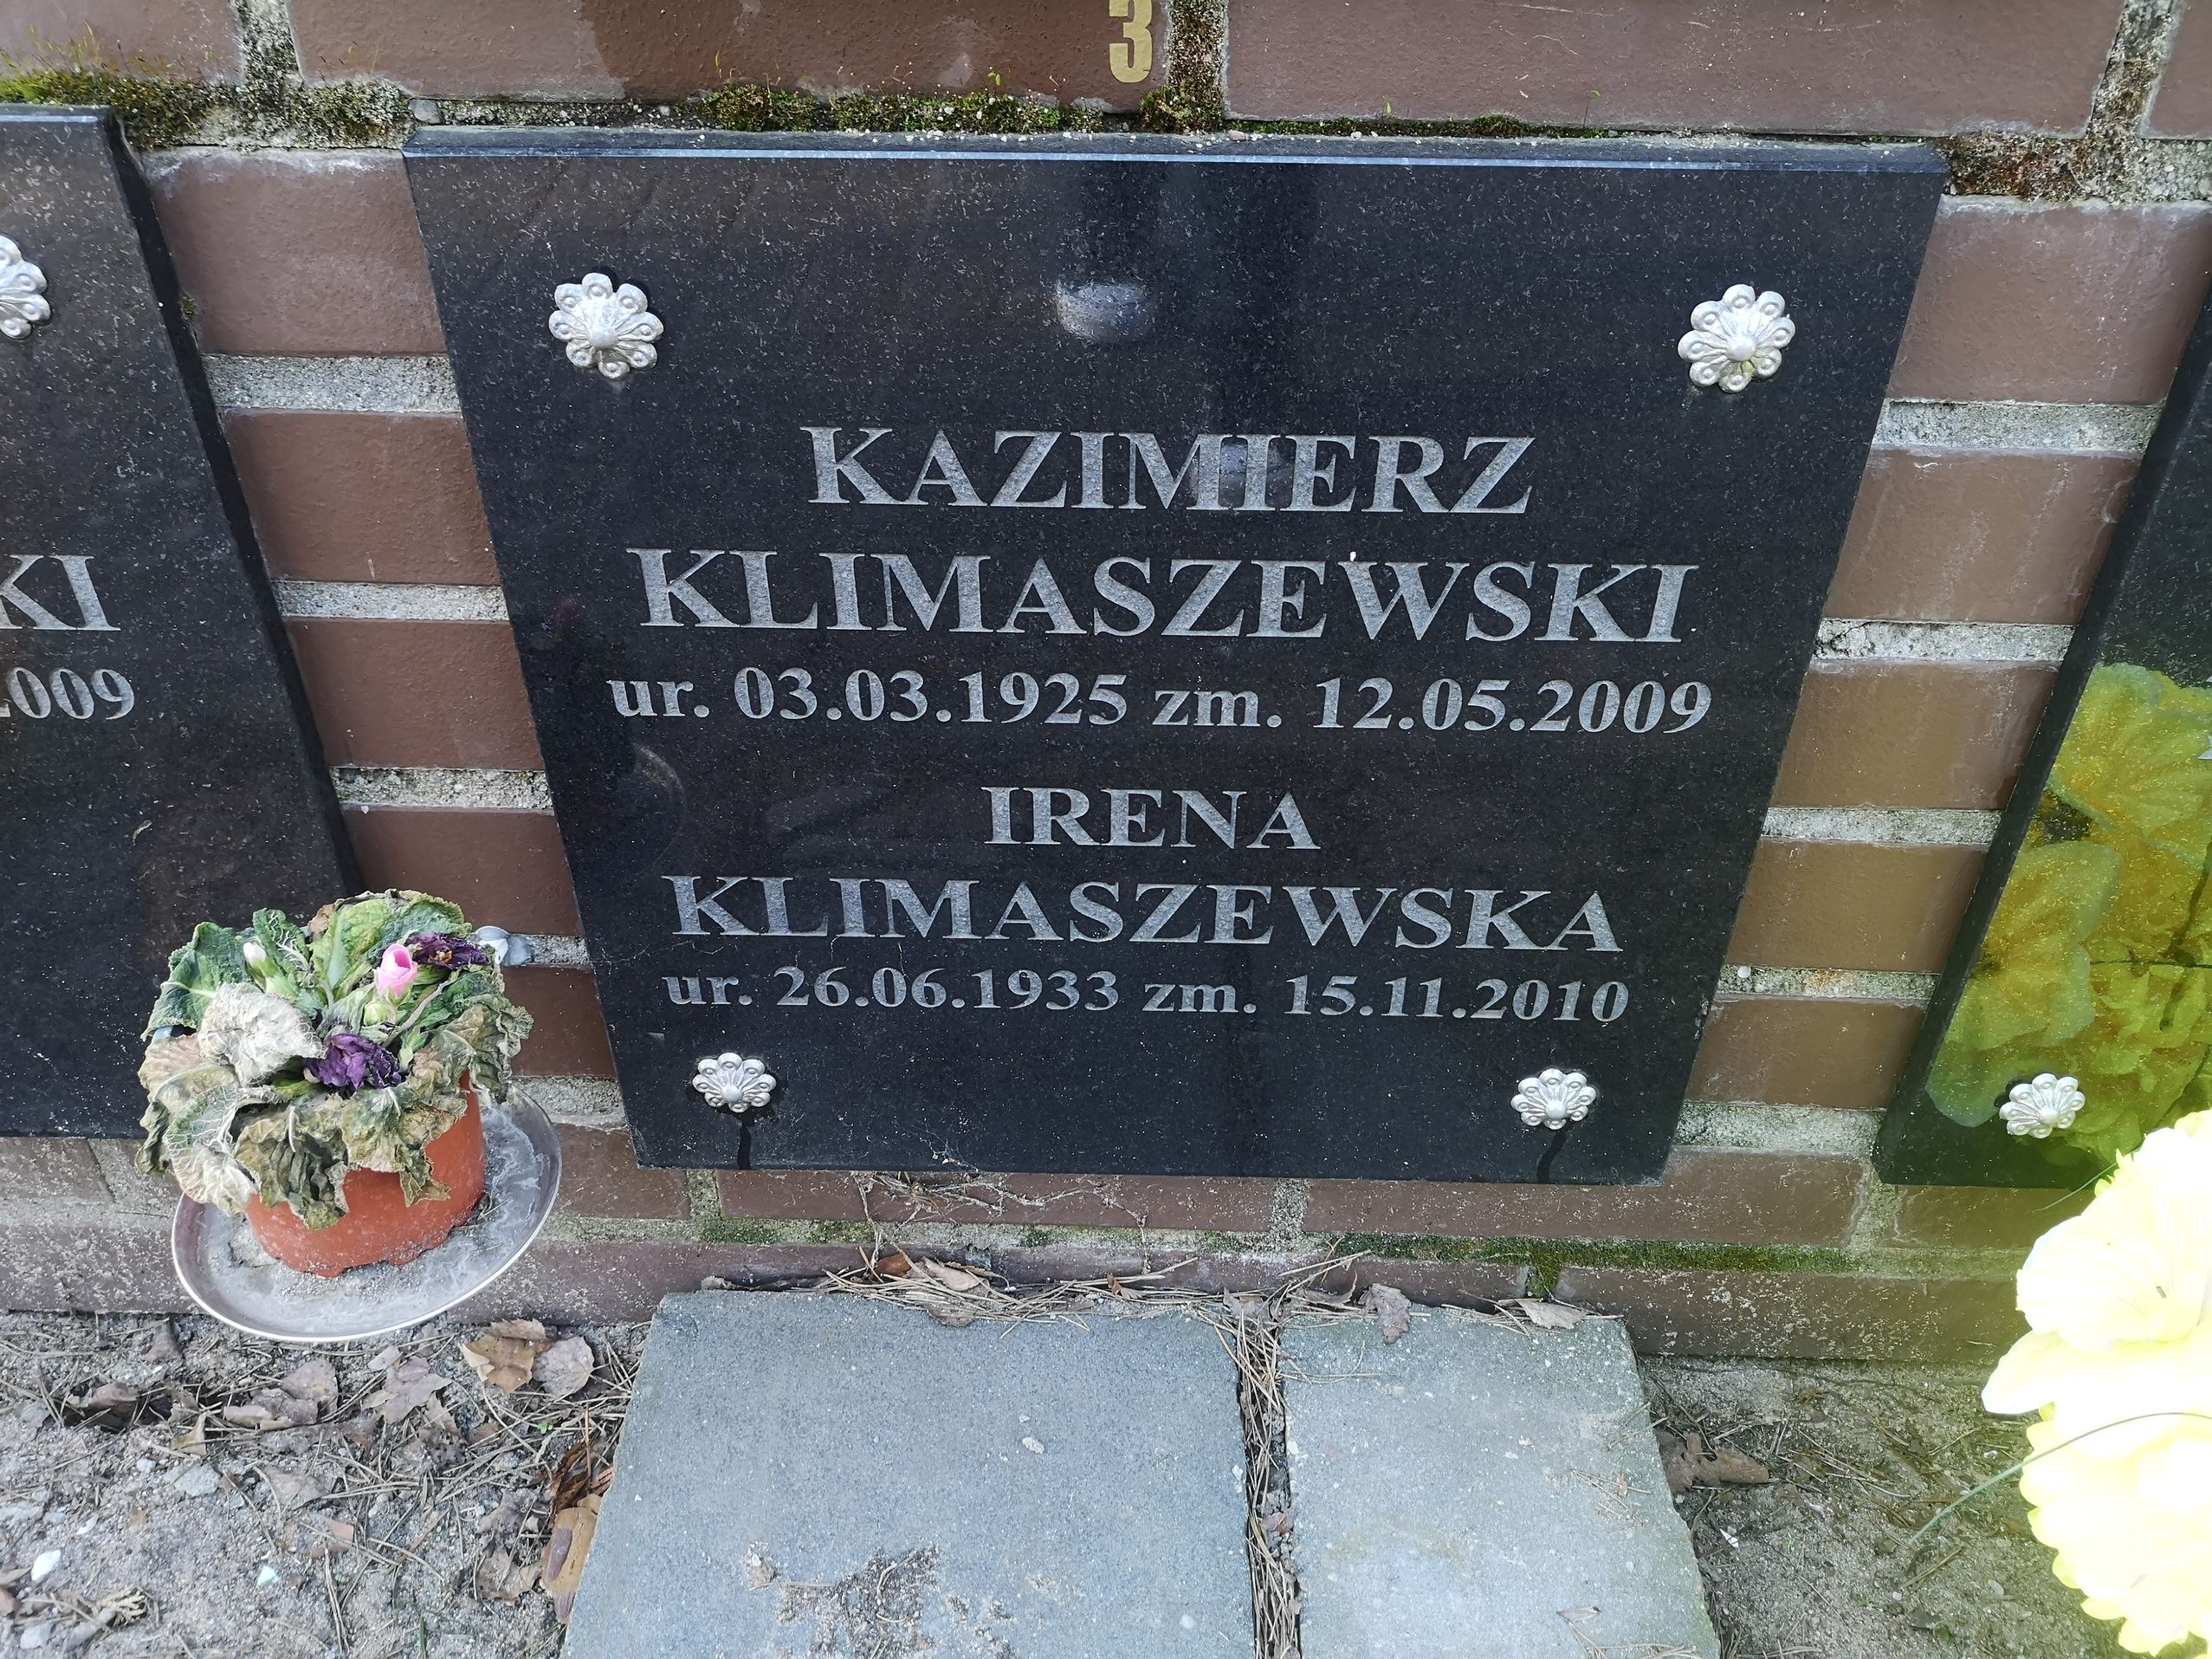 3
KAZIMIERZ
KLIMASZEWSKI
ur. 03.03.1925 zm. 12.05.2009
IRENA
KLIMASZEWSKA
ur. 26.06.1933 zm. 15.11.2010
KI
2009